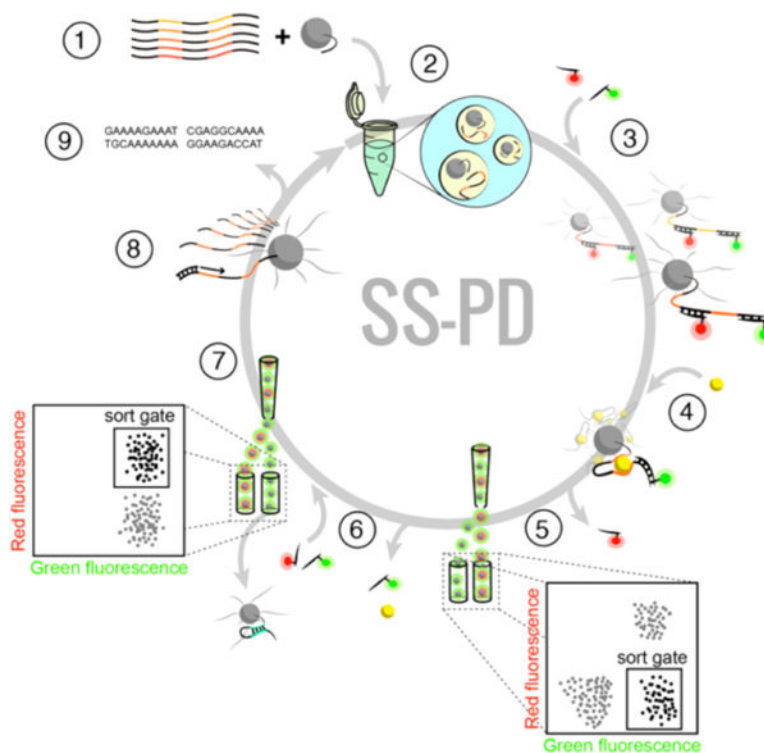 1
+
2
3
9
GAAAAGAAAT CGAGGCAAAA
TGCAAAAAAA GGAAGACCAT
8
SS-PD
7
4
sort gate
Red fluorescence
Green fluorescence
6
5
sort gate
Red fluorescence
Green fluorescence